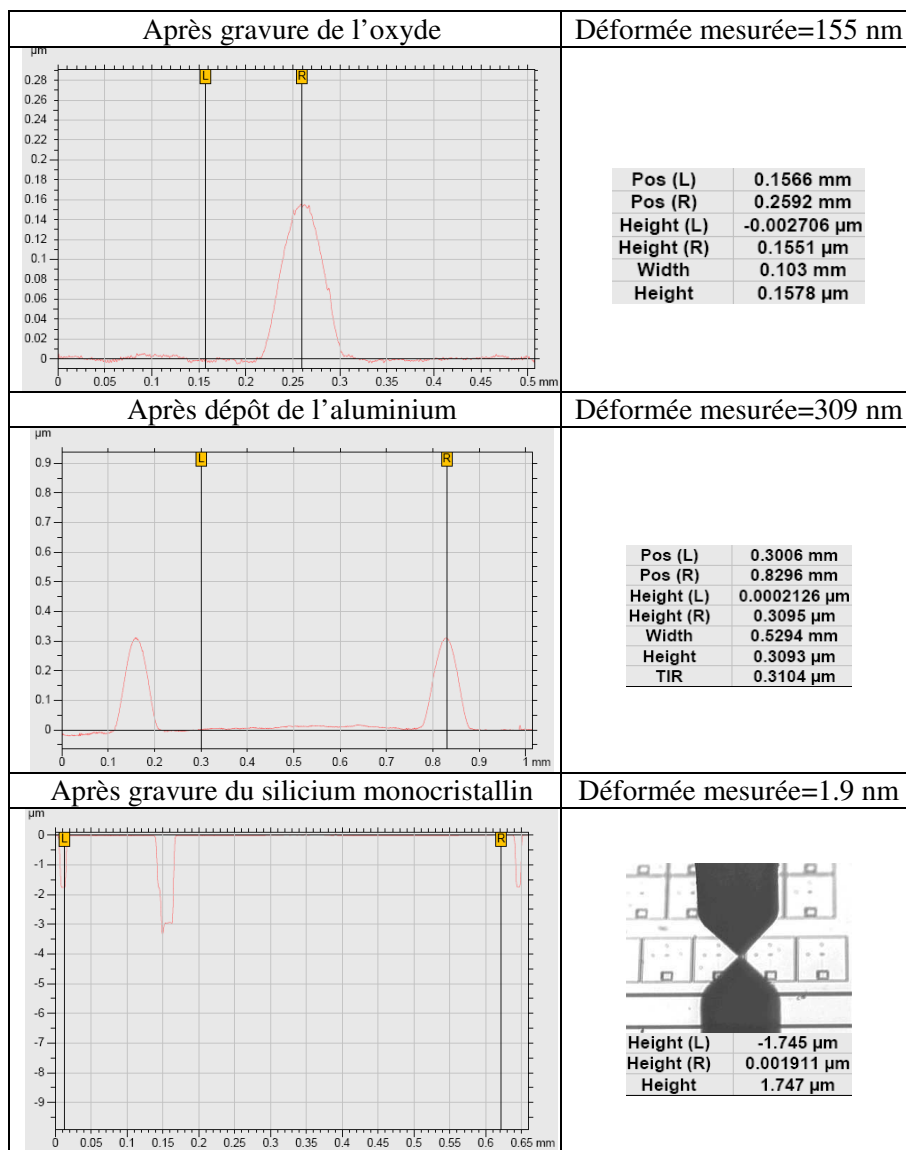 Après gravure de l'oxyde
Déformée mesurée=155 nm
µm
L
R
0.28
0.26
0.24
0.22
0.2
0.18
0.16
0.14
0.12
0.1
0.08
0.06
0.04
0.02
0
0 0.05 0.1 0.15 0.2 0.25 0.3 0.35 0.4 0.45 0.5 mm
Pos (L) 0.1566 mm
Pos (R) 0.2592 mm
Height (L) -0.002706 µm
Height (R) 0.1551 µm
Width 0.103 mm
Height 0.1578 µm
Après dépôt de l'aluminium
Déformée mesurée=309 nm
µm
L
R
0.9
0.8
0.7
0.6
0.5
0.4
0.3
0.2
0.1
0
0 0.1 0.2 0.3 0.4 0.5 0.6 0.7 0.8 0.9 1 mm
Pos (L) 0.3006 mm
Pos (R) 0.8296 mm
Height (L) 0.0002126 µm
Height (R) 0.3095 µm
Width 0.5294 mm
Height 0.3093 µm
TIR 0.3104 µm
Après gravure du silicium monocristallin
Déformée mesurée=1.9 nm
µm
L
R
0
-1
-2
-3
-4
-5
-6
-7
-8
-9
0 0.05 0.1 0.15 0.2 0.25 0.3 0.35 0.4 0.45 0.5 0.55 0.6 0.65 mm
Height (L) -1.745 µm
Height (R) 0.001911 µm
Height 1.747 µm